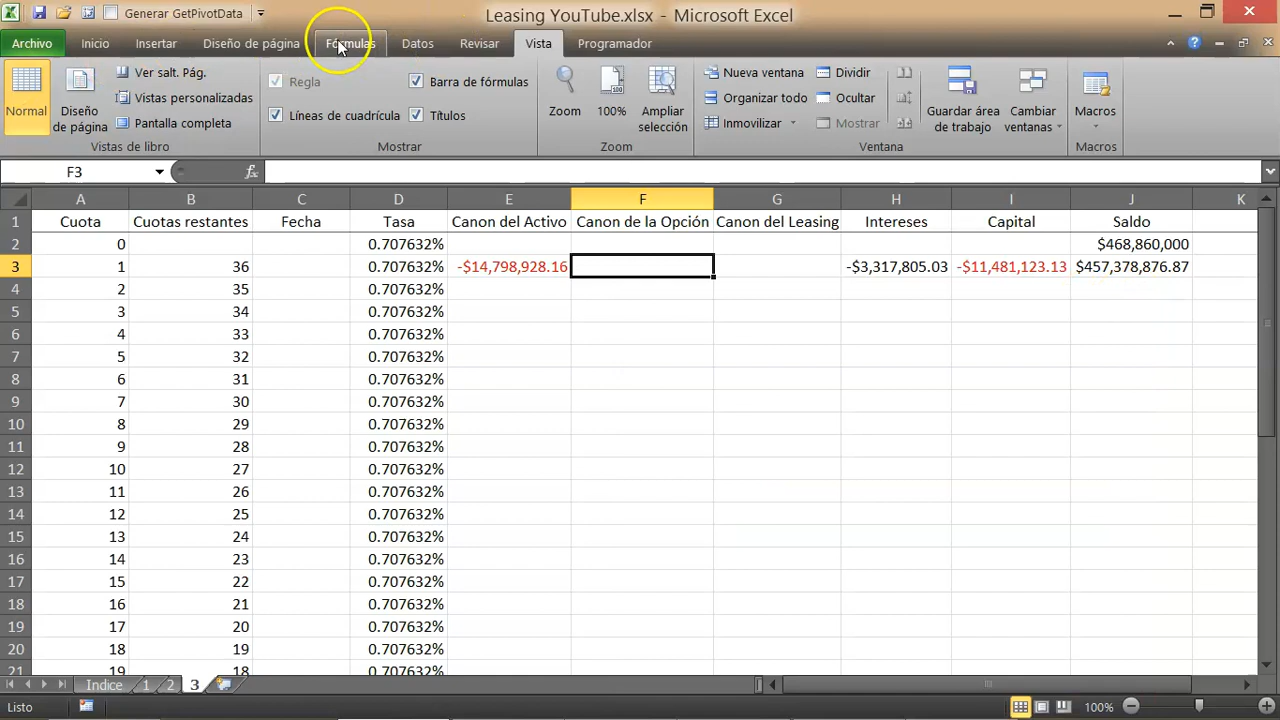 Generar GetPivotData
Leasing YouTube.xlsx - Microsoft Excel
Archivo Inicio Insertar Diseño de página Fórmulas Datos Revisar Vista Programador
Normal
Diseño de página
Ver salt. Pág.
Vistas personalizadas
Pantalla completa
Vistas de libro
Regla
Barra de fórmulas
Líneas de cuadrícula
Títulos
Mostrar
Zoom
100%
Ampliar selección
Zoom
Nueva ventana
Organizar todo
Inmovilizar
Dividir
Ocultar
Mostrar
Guardar área de trabajo
Cambiar ventanas
Ventana
Macros
Macros
F3 fx
A B C D E F G H I J K
1 Cuota Cuotas restantes Fecha Tasa Canon del Activo Canon de la Opción Canon del Leasing Intereses Capital Saldo
2 0 0.707632% $468,860,000
3 1 36 0.707632% -$14,798,928.16 -$3,317,805.03 -$11,481,123.13 $457,378,876.87
4 2 35 0.707632%
5 3 34 0.707632%
6 4 33 0.707632%
7 5 32 0.707632%
8 6 31 0.707632%
9 7 30 0.707632%
10 8 29 0.707632%
11 9 28 0.707632%
12 10 27 0.707632%
13 11 26 0.707632%
14 12 25 0.707632%
15 13 24 0.707632%
16 14 23 0.707632%
17 15 22 0.707632%
18 16 21 0.707632%
19 17 20 0.707632%
20 18 19 0.707632%
21 19 18 0.707632%
Indice 1 2 3
Listo 100%